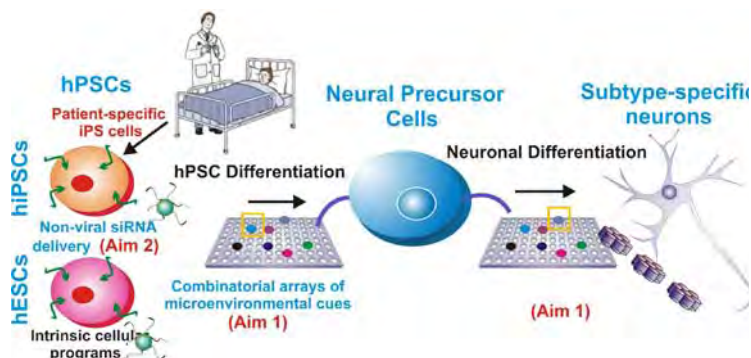 hPSCs
Patient-specific
iPS cells
hiPSCs
Non-viral siRNA
delivery (Aim 2)
hESCs
Intrinsic cellular
programs
hPSC Differentiation
Combinatorial arrays of
microenvironmental cues
(Aim 1)
Neural Precursor
Cells
Neuronal Differentiation
(Aim 1)
Subtype-specific
neurons